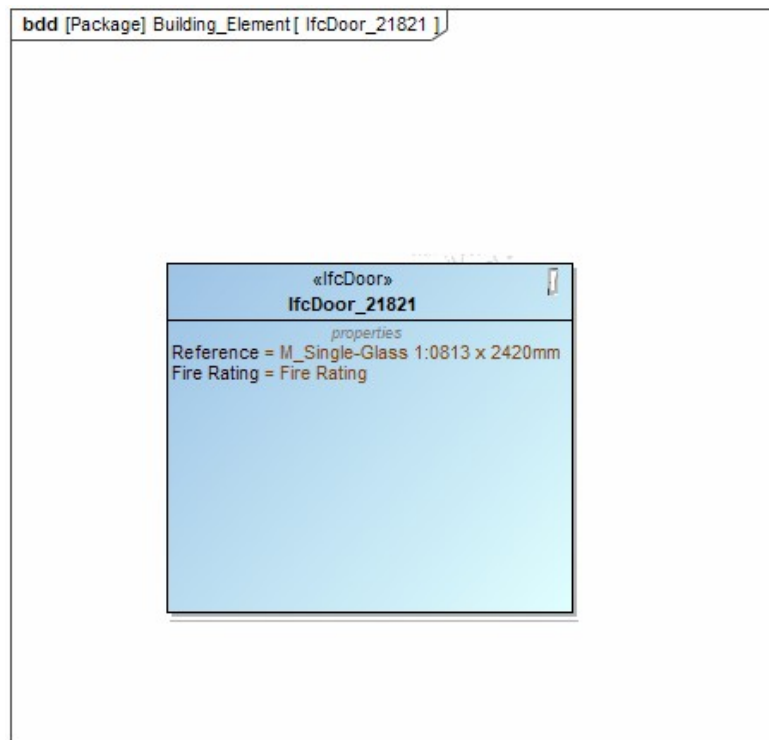 bdd [Package] Building_Element [ IfcDoor_21821 ]
«IfcDoor»
IfcDoor_21821
properties
Reference = M_Single-Glass 1:0813 x 2420mm
Fire Rating = Fire Rating